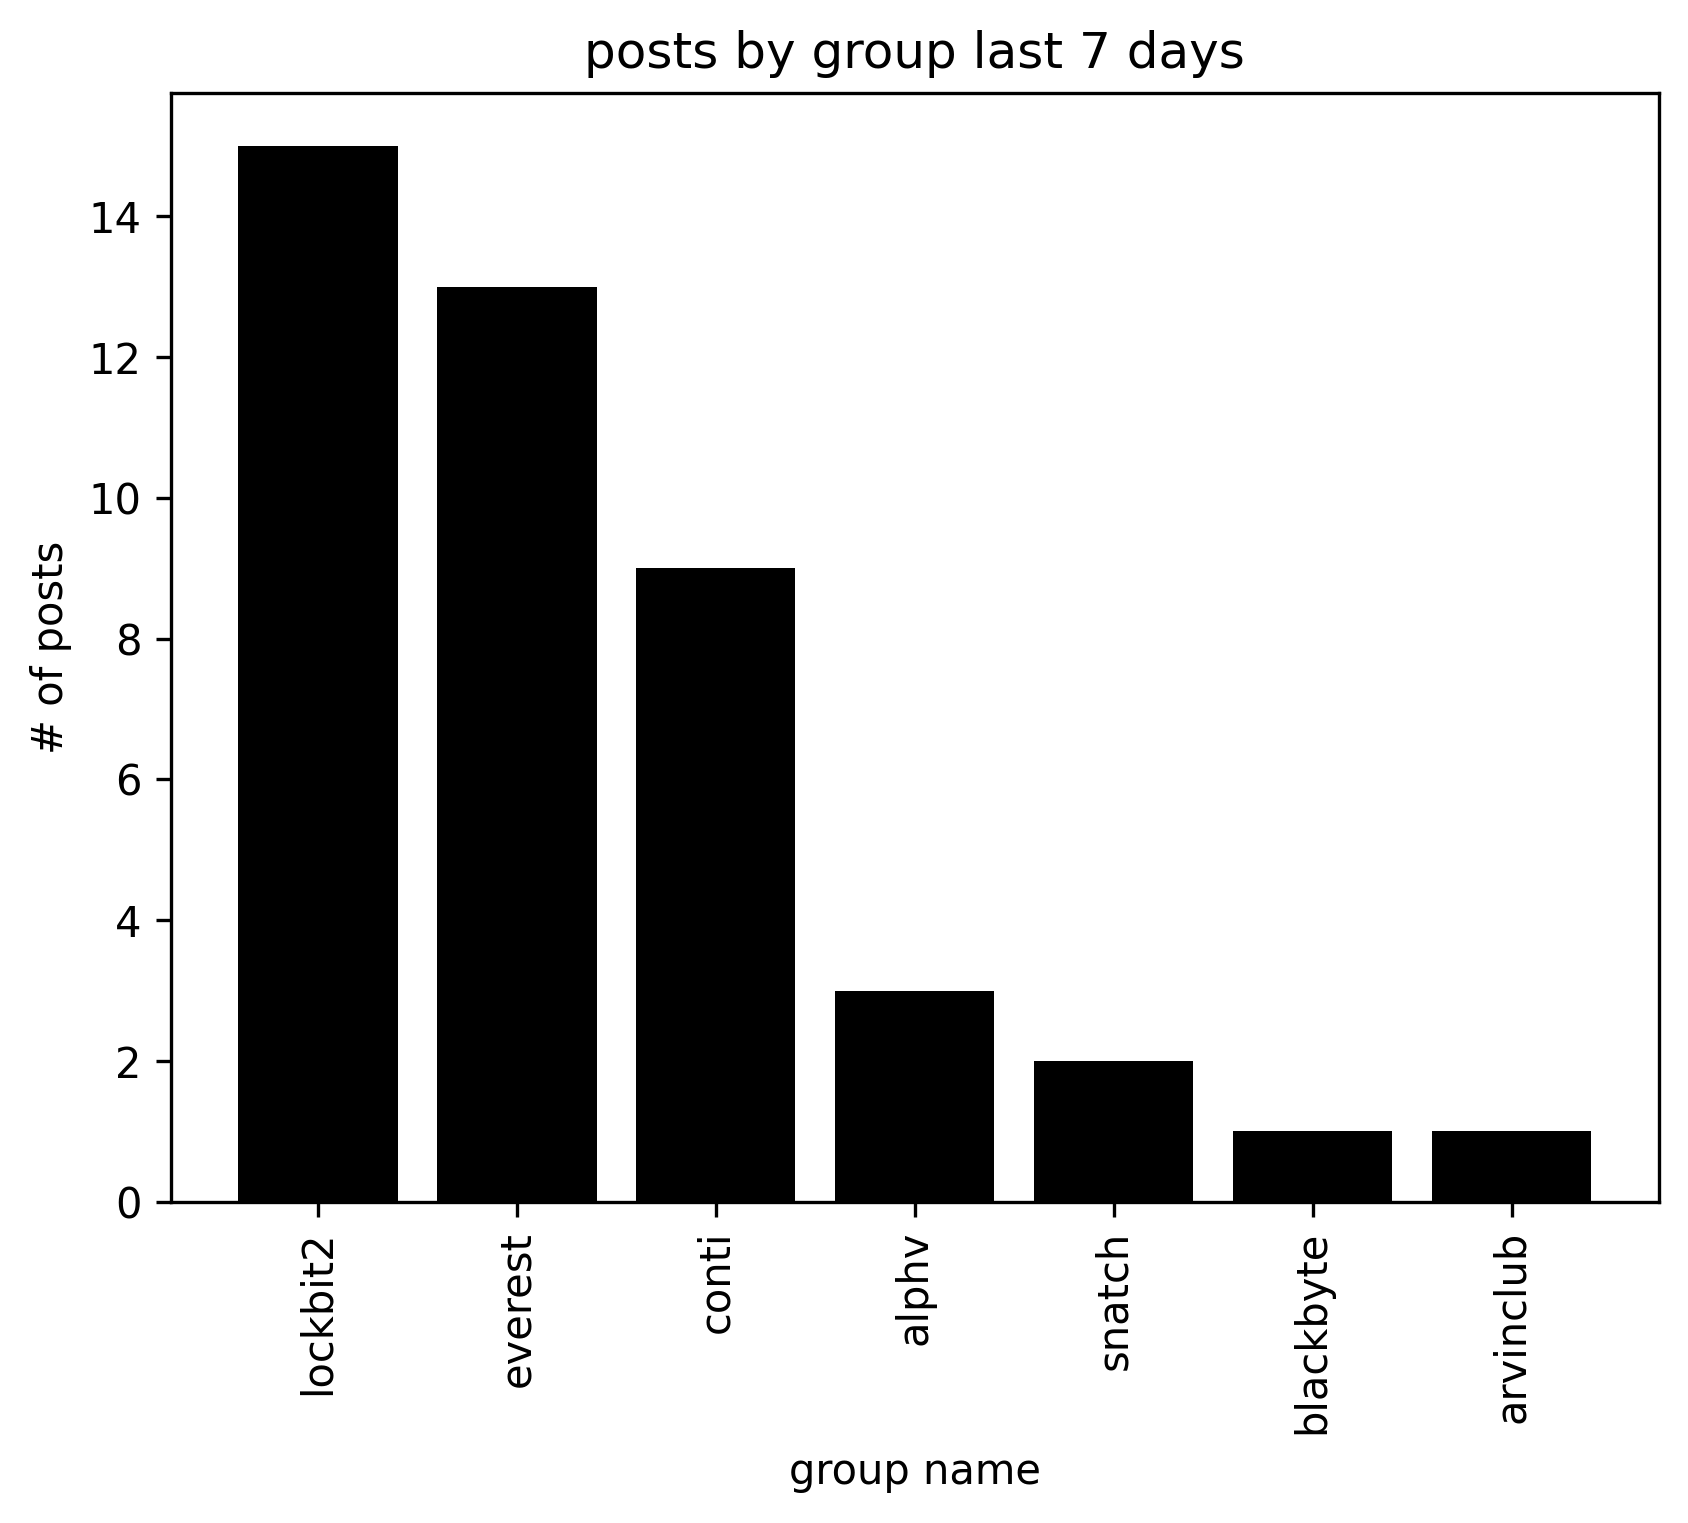 posts by group last 7 days
# of posts
14
12
10
8
6
4
2
0
lockbit2
everest
conti
alphv
snatch
blackbyte
arvinclub
group name